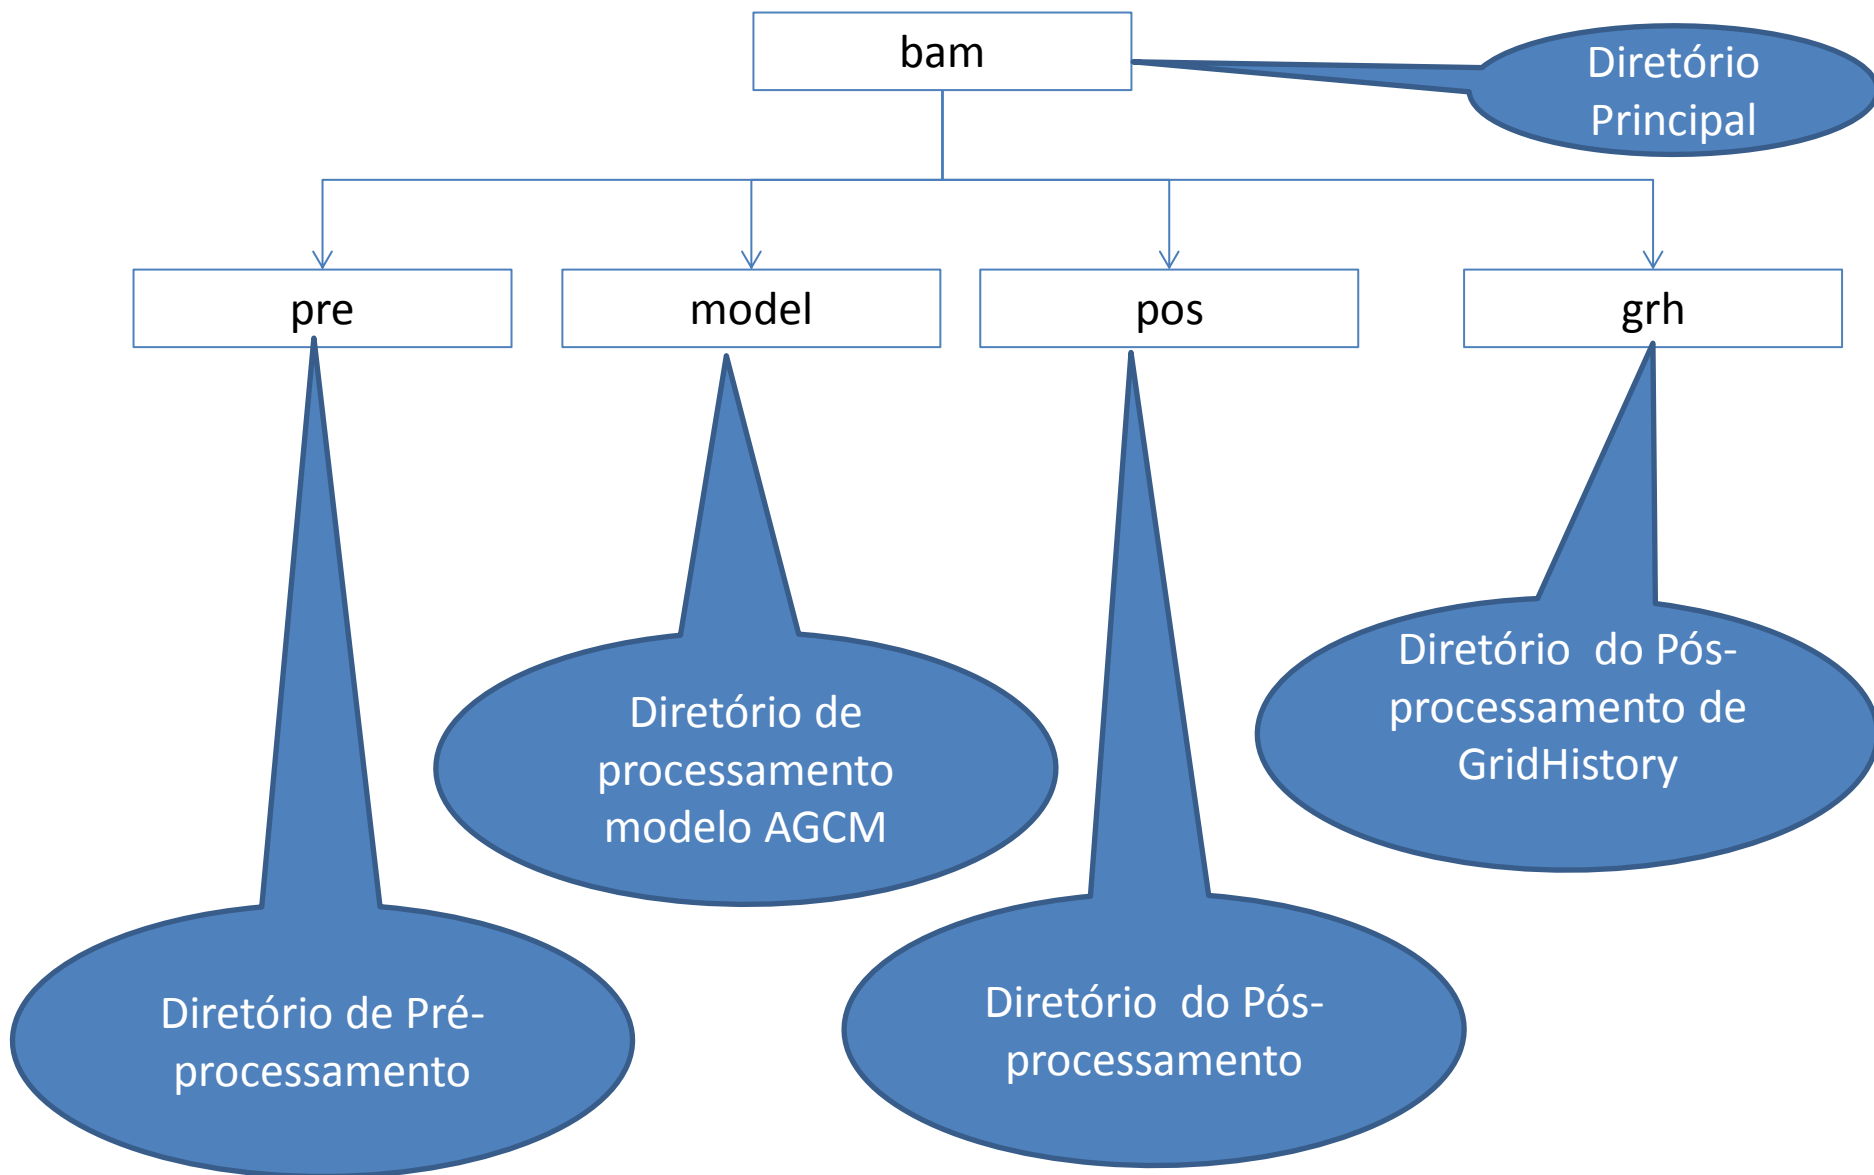 bam
Diretório
Principal
pre
model
pos
grh
Diretório de Pré-
processamento
Diretório de
processamento
modelo AGCM
Diretório  do Pós-
processamento
Diretório  do Pós-
processamento de
GridHistory